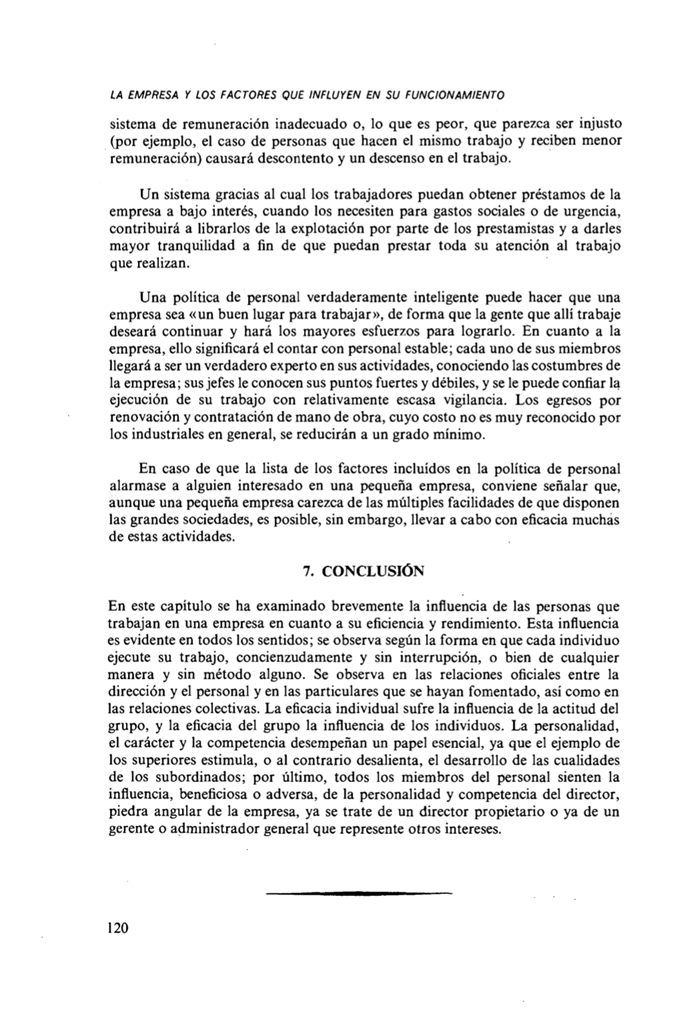 LA EMPRESA Y LOS FACTORES QUE INFLUYEN EN SU FUNCIONAMIENTO
sistema de remuneración inadecuado o, lo que es peor, que parezca ser injusto
(por ejemplo, el caso de personas que hacen el mismo trabajo y reciben menor
remuneración) causará descontento y un descenso en el trabajo.
Un sistema gracias al cual los trabajadores puedan obtener préstamos de la
empresa a bajo interés, cuando los necesiten para gastos sociales o de urgencia,
contribuirá a librarlos de la explotación por parte de los prestamistas y a darles
mayor tranquilidad a fin de que puedan prestar toda su atención al trabajo
que realizan.
Una política de personal verdaderamente inteligente puede hacer que una
empresa sea «un buen lugar para trabajar», de forma que la gente que allí trabaje
deseará continuar y hará los mayores esfuerzos para lograrlo. En cuanto a la
empresa, ello significará el contar con personal estable; cada uno de sus miembros
llegará a ser un verdadero experto en sus actividades, conociendo las costumbres de
la empresa; sus jefes le conocen sus puntos fuertes y débiles, y se le puede confiar la
ejecución de su trabajo con relativamente escasa vigilancia. Los egresos por
renovación y contratación de mano de obra, cuyo costo no es muy reconocido por
los industriales en general, se reducirán a un grado mínimo.
En caso de que la lista de los factores incluídos en la política de personal
alarmase a alguien interesado en una pequeña empresa, conviene señalar que,
aunque una pequeña empresa carezca de las múltiples facilidades de que disponen
las grandes sociedades, es posible, sin embargo, llevar a cabo con eficacia muchas
de estas actividades.
7. CONCLUSIÓN
En este capítulo se ha examinado brevemente la influencia de las personas que
trabajan en una empresa en cuanto a su eficiencia y rendimiento. Esta influencia
es evidente en todos los sentidos; se observa según la forma en que cada individuo
ejecute su trabajo, concienzudamente y sin interrupción, o bien de cualquier
manera y sin método alguno. Se observa en las relaciones oficiales entre la
dirección y el personal y en las particulares que se hayan fomentado, así como en
las relaciones colectivas. La eficacia individual sufre la influencia de la actitud del
grupo, y la eficacia del grupo la influencia de los individuos. La personalidad,
el carácter y la competencia desempeñan un papel esencial, ya que el ejemplo de
los superiores estimula, o al contrario desalienta, el desarrollo de las cualidades
de los subordinados; por último, todos los miembros del personal sienten la
influencia, beneficiosa o adversa, de la personalidad y competencia del director,
piedra angular de la empresa, ya se trate de un director propietario o ya de un
gerente o administrador general que represente otros intereses.
120